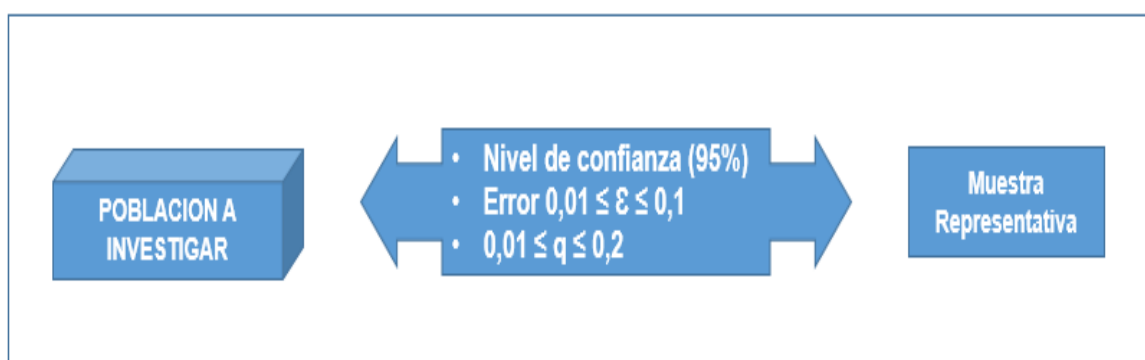 POBLACION A
INVESTIGAR
• Nivel de confianza (95%)
• Error 0,01 ≤ Ɛ ≤ 0,1
• 0,01 ≤ q ≤ 0,2
Muestra
Representativa